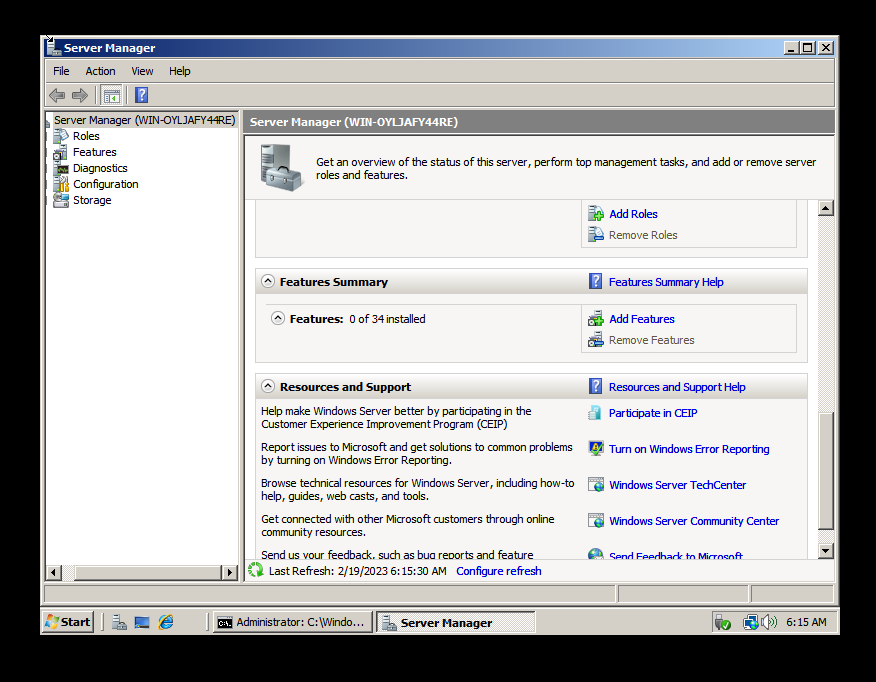 Server Manager
File Action View Help
Server Manager (WIN-OYLJAFY44RE)
Roles
Features
Diagnostics
Configuration
Storage
Server Manager (WIN-OYLJAFY44RE)
Get an overview of the status of this server, perform top management tasks, and add or remove server
roles and features.
Add Roles
Remove Roles
Features Summary
Features Summary Help
Features: 0 of 34 installed
Add Features
Remove Features
Resources and Support
Resources and Support Help
Help make Windows Server better by participating in the
Customer Experience Improvement Program (CEIP)
Participate in CEIP
Report issues to Microsoft and get solutions to common problems
by turning on Windows Error Reporting.
Turn on Windows Error Reporting
Browse technical resources for Windows Server, including how-to
help, guides, web casts, and tools.
Windows Server TechCenter
Get connected with other Microsoft customers through online
community resources.
Windows Server Community Center
Send us your feedback, such as bug reports and feature
Send Feedback to Microsoft
Last Refresh: 2/19/2023 6:15:30 AM Configure refresh
Start
Administrator: C:\Windo...
Server Manager
6:15 AM